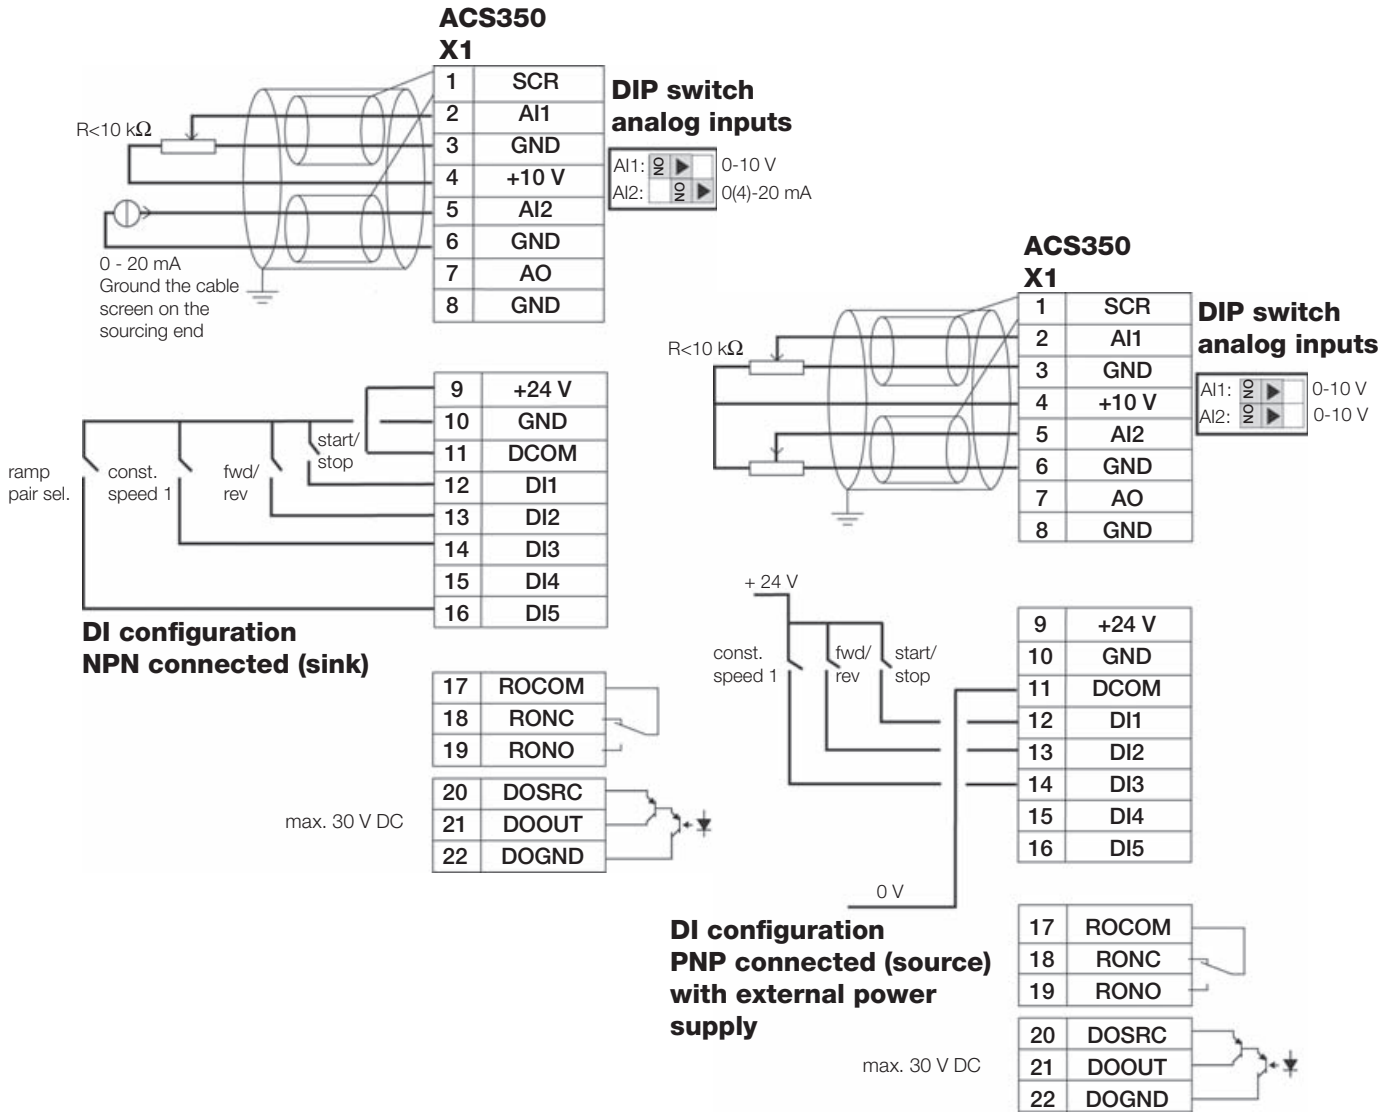 ACS350
X1
1 SCR
2 AI1
3 GND
4 +10 V
5 AI2
6 GND
7 AO
8 GND
R<10 kΩ
0 - 20 mA
Ground the cable
screen on the
sourcing end
DIP switch
analog inputs
AI1: ON 0-10 V
AI2: ON 0(4)-20 mA
9 +24 V
10 GND
11 DCOM
12 DI1
13 DI2
14 DI3
15 DI4
16 DI5
ramp
pair sel.
const.
speed 1
fwd/
rev
start/
stop
DI configuration
NPN connected (sink)
17 ROCOM
18 RONC
19 RONO
20 DOSRC
21 DOOUT
22 DOGND
max. 30 V DC
ACS350
X1
1 SCR
2 AI1
3 GND
4 +10 V
5 AI2
6 GND
7 AO
8 GND
R<10 kΩ
DIP switch
analog inputs
AI1: ON 0-10 V
AI2: ON 0-10 V
+ 24 V
const.
speed 1
fwd/
rev
start/
stop
9 +24 V
10 GND
11 DCOM
12 DI1
13 DI2
14 DI3
15 DI4
16 DI5
0 V
DI configuration
PNP connected (source)
with external power
supply
17 ROCOM
18 RONC
19 RONO
20 DOSRC
21 DOOUT
22 DOGND
max. 30 V DC